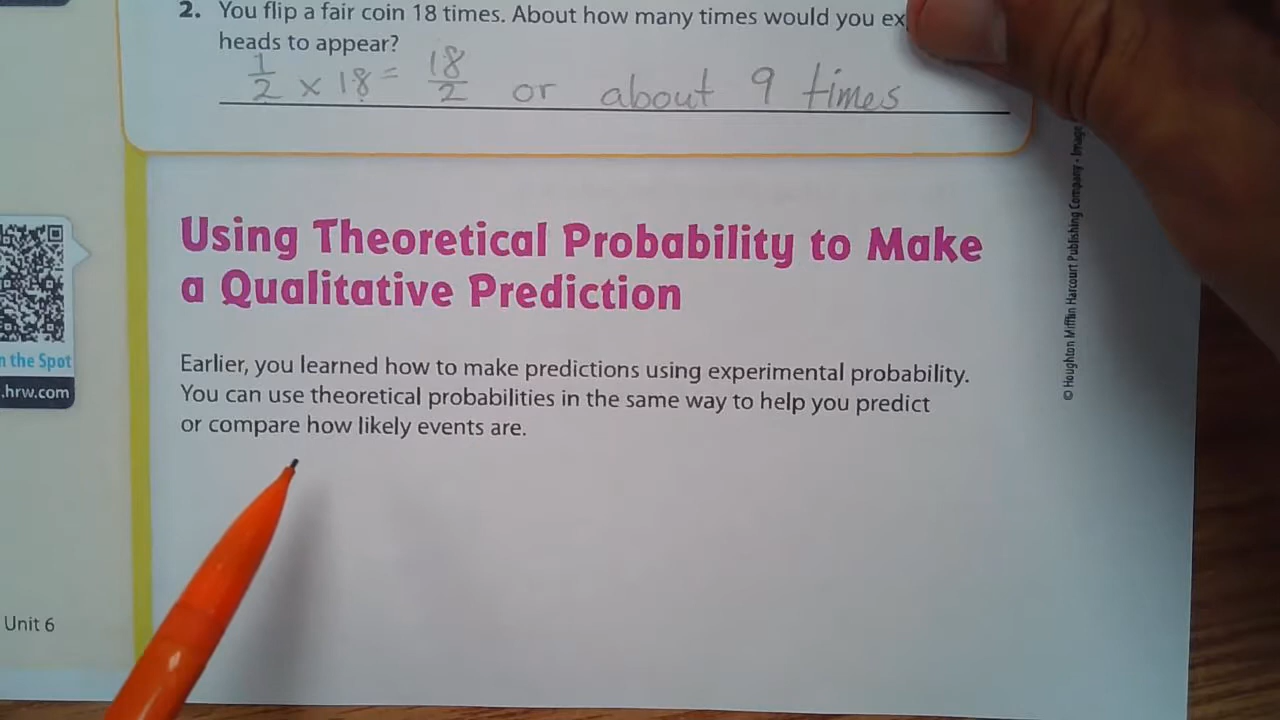 2. You flip a fair coin 18 times. About how many times would you
heads to appear?
1/2 × 18 = 18/2 or about 9 times
Using Theoretical Probability to Make
a Qualitative Prediction
Earlier, you learned how to make predictions using experimental probability.
You can use theoretical probabilities in the same way to help you predict
or compare how likely events are.
the Spot
.hrw.com
Unit 6
© Houghton Mifflin Harcourt Publishing Company • Image